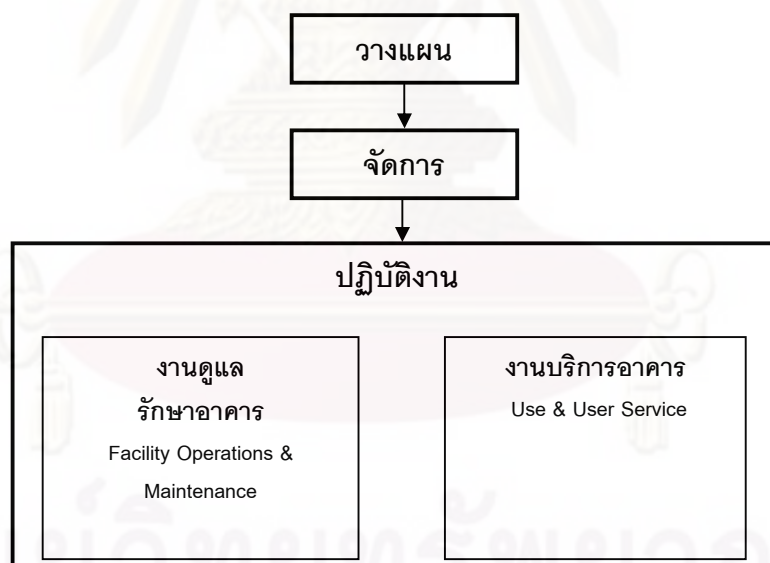 วางแผน
จัดการ
ปฏิบัติงาน
งานดูแล
รักษาอาคาร
Facility Operations &
Maintenance
งานบริการอาคาร
Use & User Service